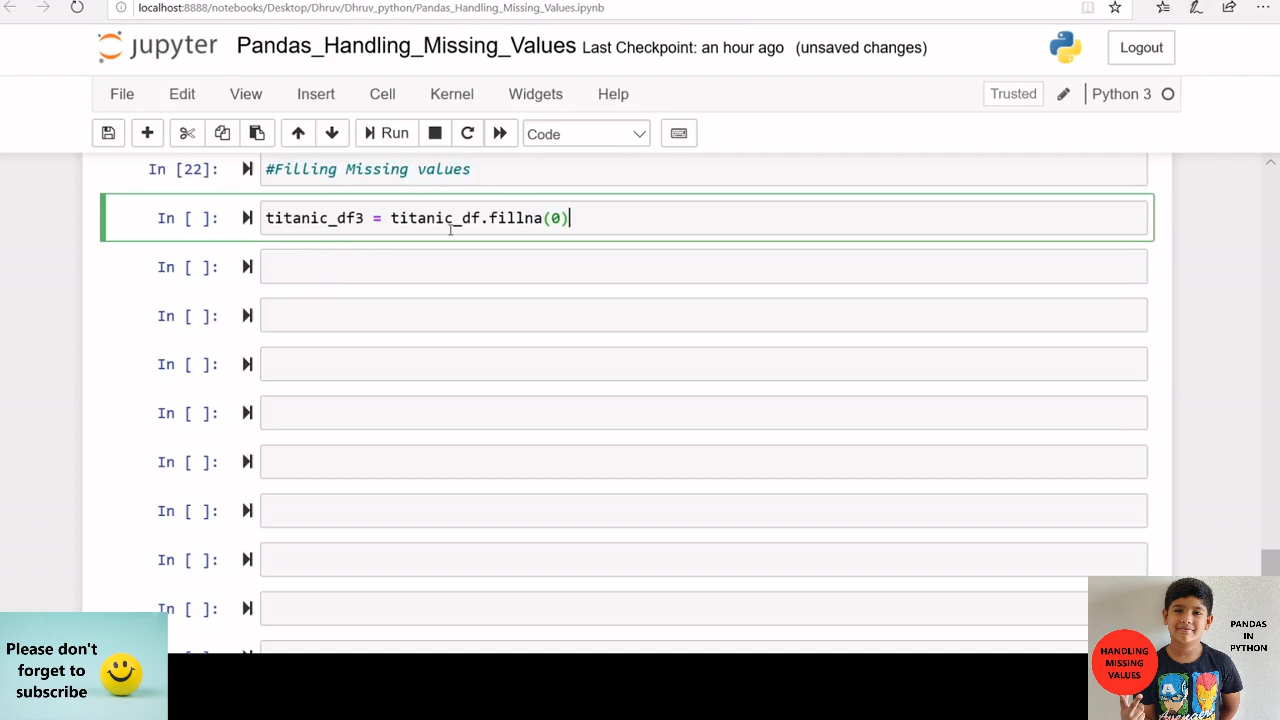 localhost:8888/notebooks/Desktop/Dhruv/Dhruv_python/Pandas_Handling_Missing_Values.ipynb
jupyter Pandas_Handling_Missing_Values Last Checkpoint: an hour ago (unsaved changes) Logout
File Edit View Insert Cell Kernel Widgets Help Trusted Python 3
Run Code
In [22]: #Filling Missing values
In [ ]: titanic_df3 = titanic_df.fillna(0)
In [ ]:
In [ ]:
In [ ]:
In [ ]:
In [ ]:
In [ ]:
In [ ]:
In [ ]:
Please don't
forget to
subscribe
HANDLING
MISSING
VALUES
PANDAS
IN
PYTHON